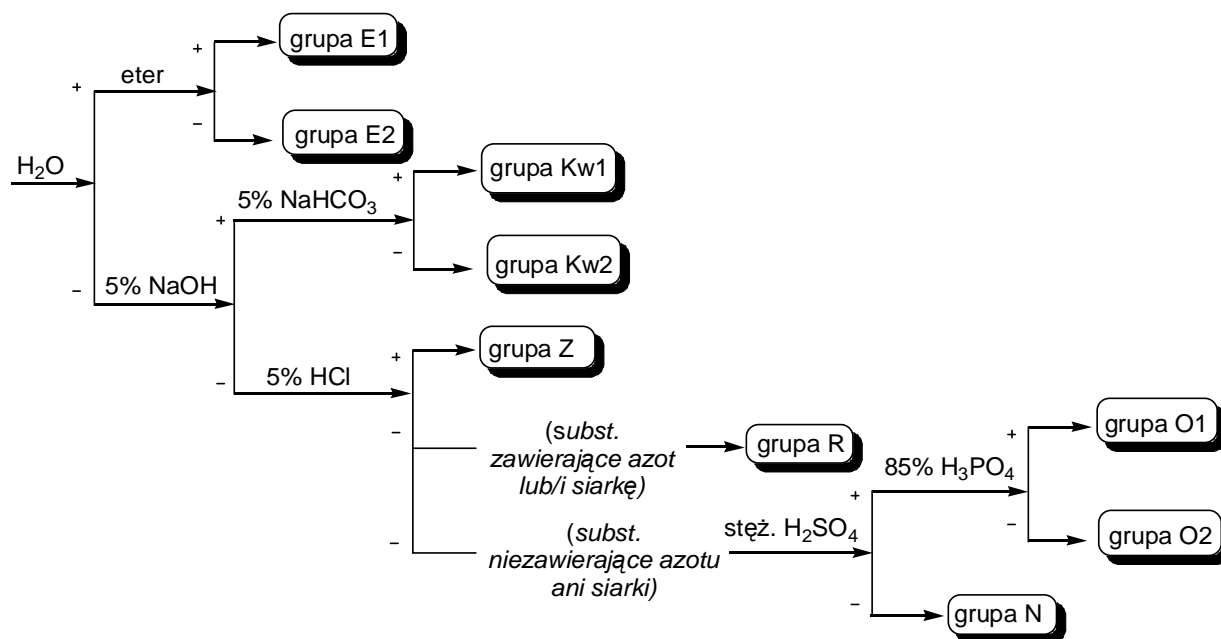 grupa E1
eter
grupa E2
H₂O
grupa Kw1
5% NaHCO₃
grupa Kw2
5% NaOH
grupa Z
5% HCl
(subst.
zawierające azot
lub/i siarkę)
grupa R
grupa O1
85% H₃PO₄
grupa O2
(subst.
niezawierające azotu
ani siarki)
stęż. H₂SO₄
grupa N
+
−
+
−
+
−
+
−
+
−
−
+
−
+
−